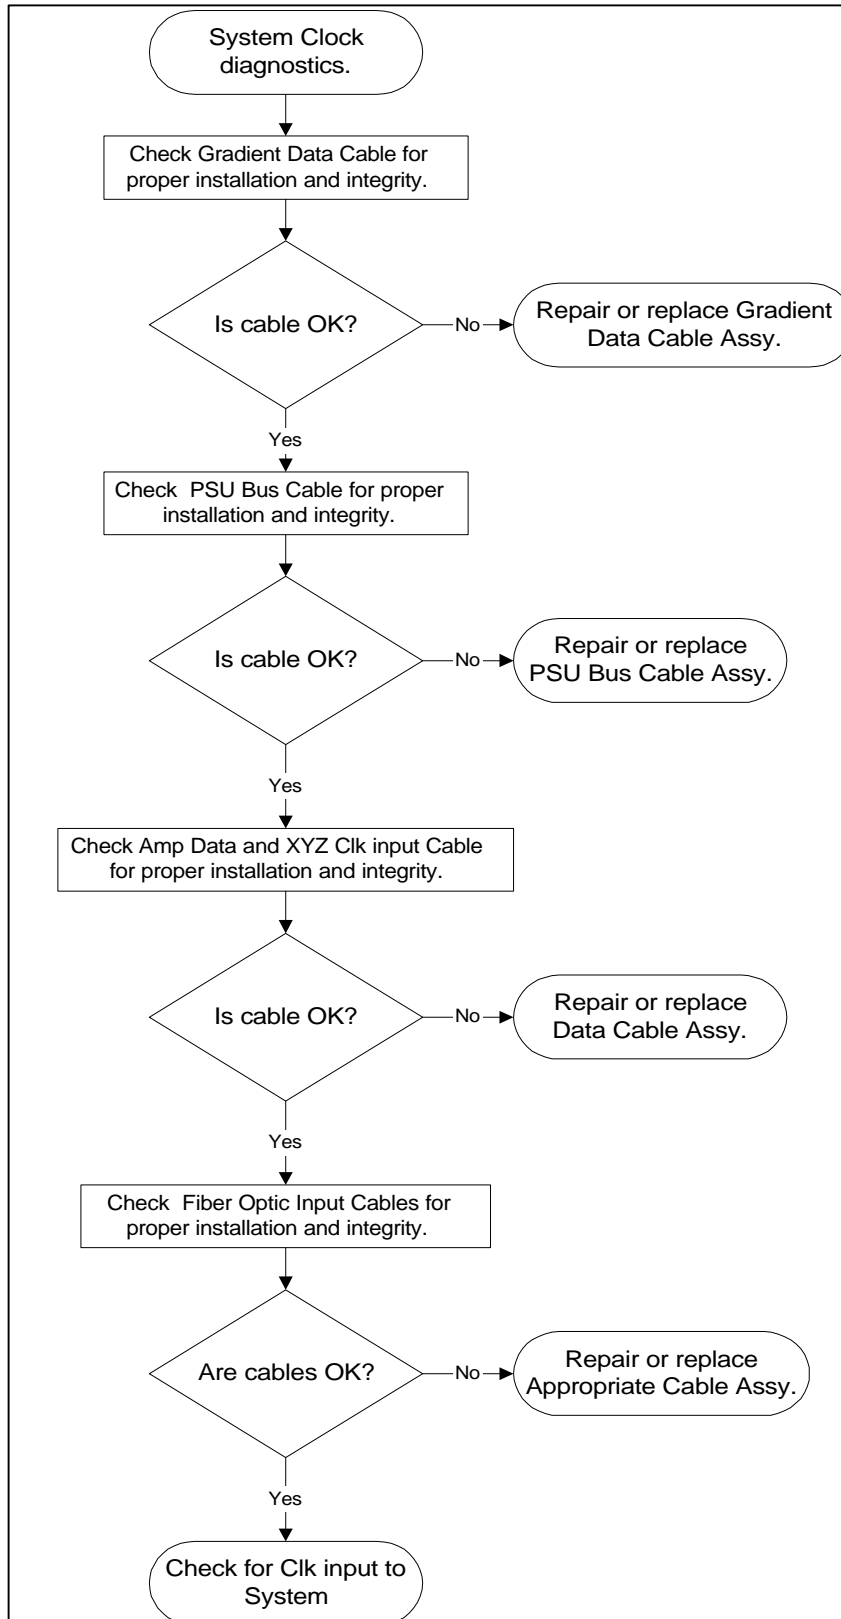 System Clock
diagnostics.
Check Gradient Data Cable for
proper installation and integrity.
Is cable OK?
No
Repair or replace Gradient
Data Cable Assy.
Yes
Check  PSU Bus Cable for proper
installation and integrity.
Is cable OK?
No
Repair or replace
PSU Bus Cable Assy.
Yes
Check Amp Data and XYZ Clk input Cable
for proper installation and integrity.
Is cable OK?
No
Repair or replace
Data Cable Assy.
Yes
Check  Fiber Optic Input Cables for
proper installation and integrity.
Are cables OK?
No
Repair or replace
Appropriate Cable Assy.
Yes
Check for Clk input to
System